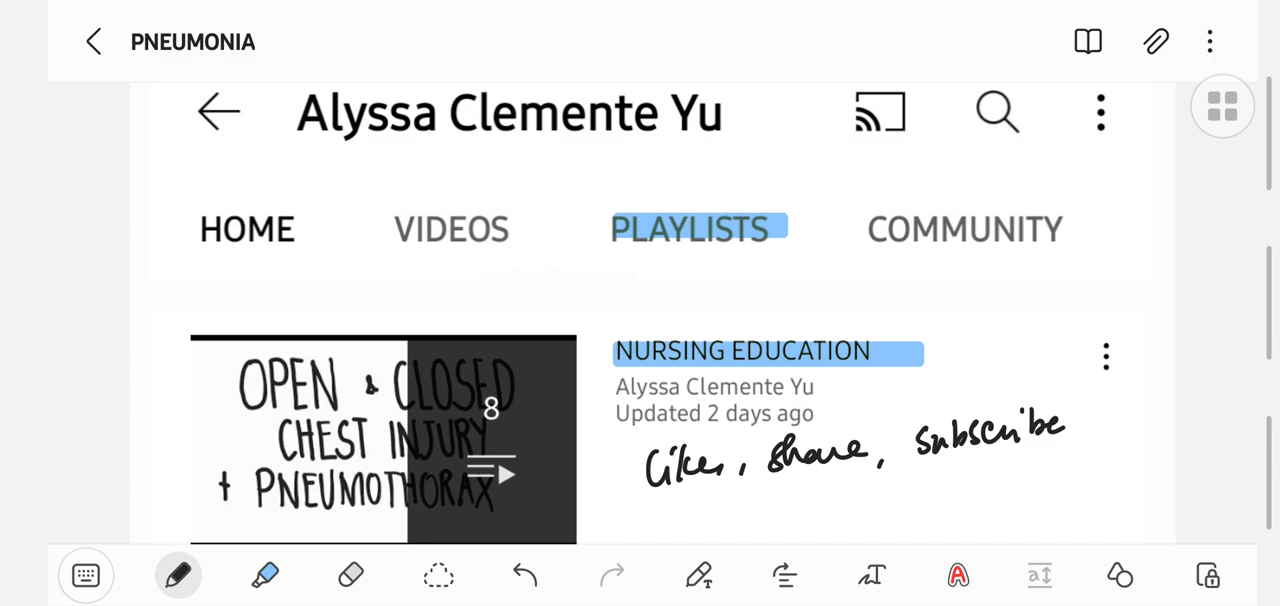 PNEUMONIA
Alyssa Clemente Yu
HOME VIDEOS PLAYLISTS COMMUNITY
OPEN & CLOSED
CHEST INJURY
+ PNEUMOTHORAX
8
NURSING EDUCATION
Alyssa Clemente Yu
Updated 2 days ago
likes, share, subscribe
T T A a